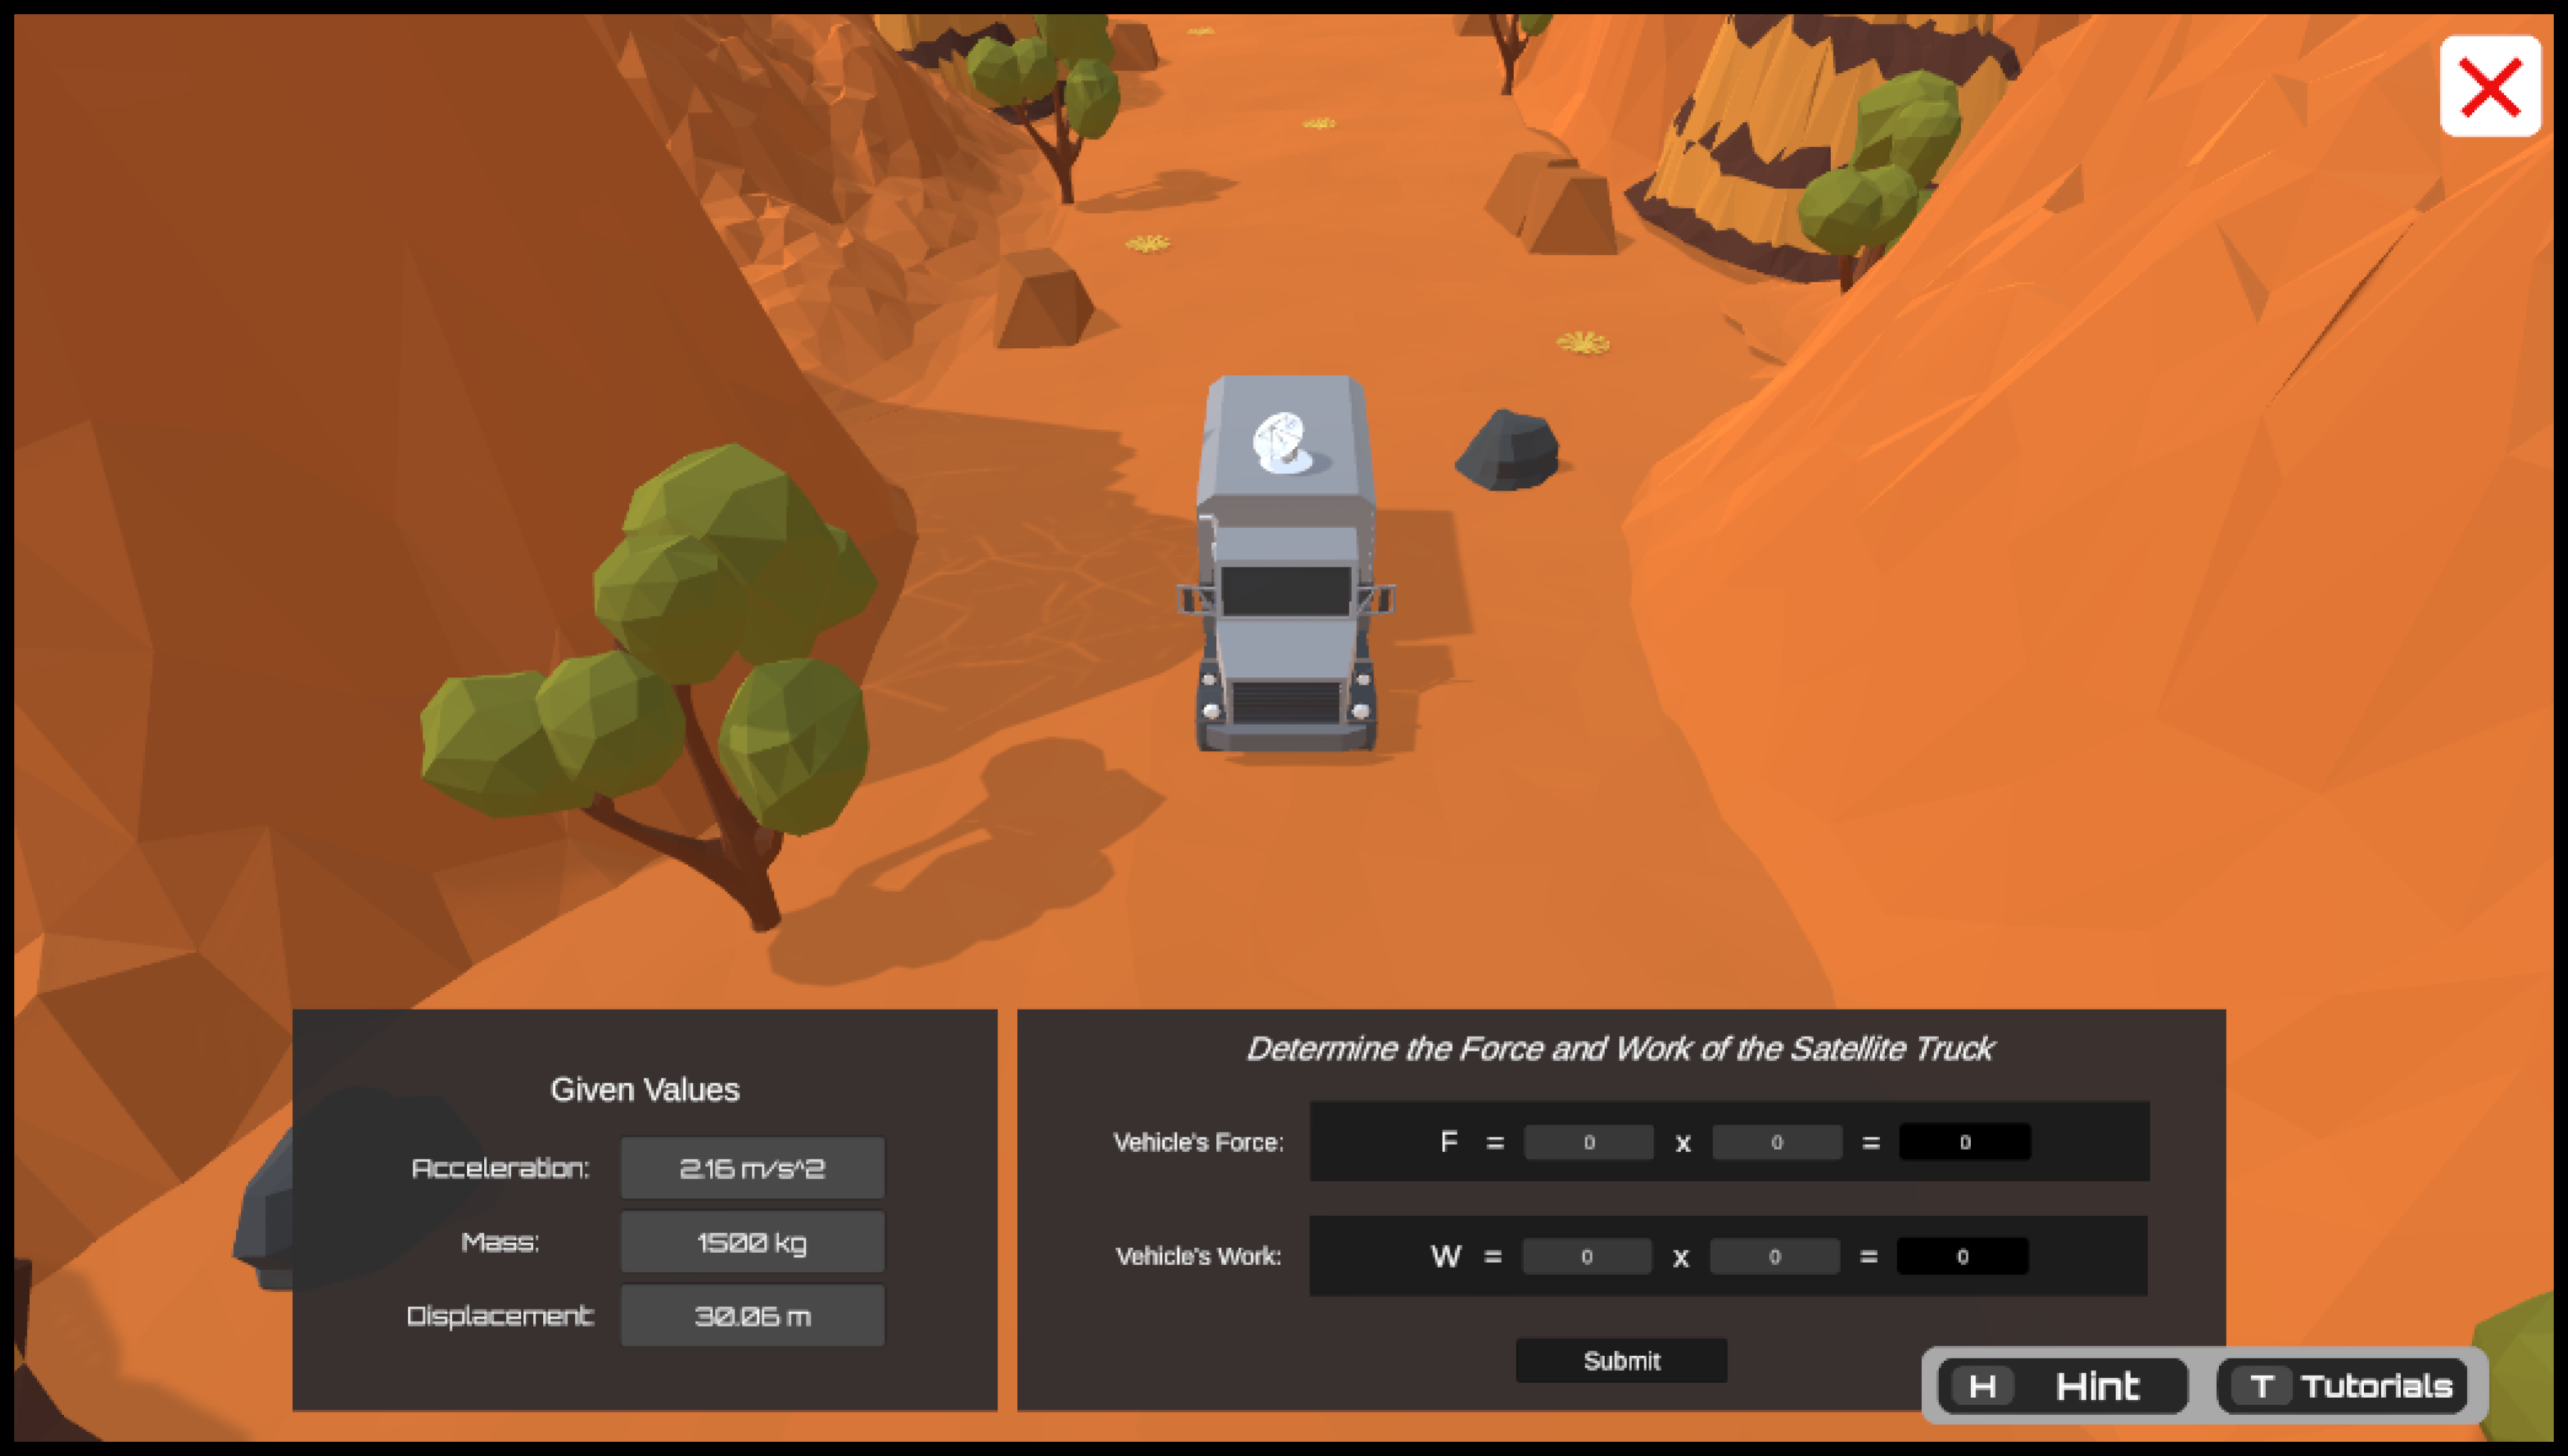 Given Values
Acceleration: 2.16 m/s^2
Mass: 1500 kg
Displacement: 30.06 m
Determine the Force and Work of the Satellite Truck
Vehicle's Force: F = 0 x 0 = 0
Vehicle's Work: W = 0 x 0 = 0
Submit
H Hint T Tutorials